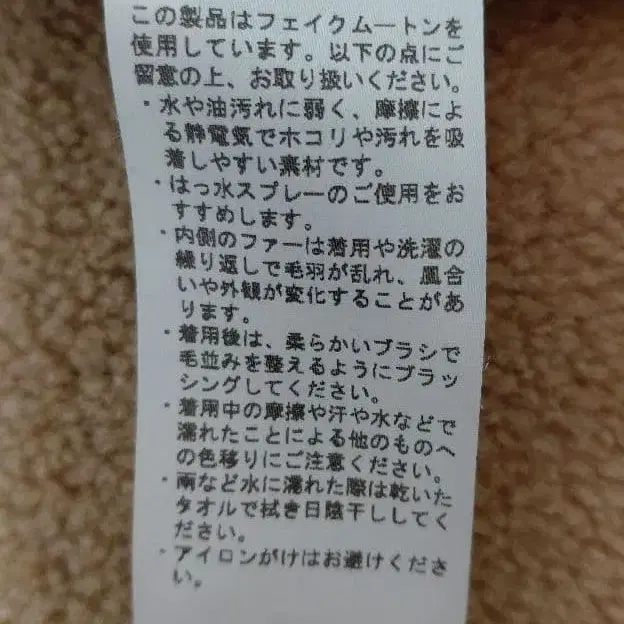 この製品はフェイクムートンを
使用しています。以下の点にご
留意の上、お取り扱いください。
・水や油汚れに弱く、摩擦によ
る静電気でホコリや汚れを吸
着しやすい素材です。
・はっ水スプレーのご使用をお
すすめします。
・内側のファーは着用や洗濯の
繰り返しで毛羽が乱れ、風合
いや外観が変化することがあ
ります。
・着用後は、柔らかいブラシで
毛並みを整えるようにブラッ
シングしてください。
・着用中の摩擦や汗や水などで
濡れたことによる他のものへ
の色移りにご注意ください。
・雨など水に濡れた際は乾いた
タオルで拭き日陰干ししてく
ださい。
・アイロンがけはお避けくださ
い。